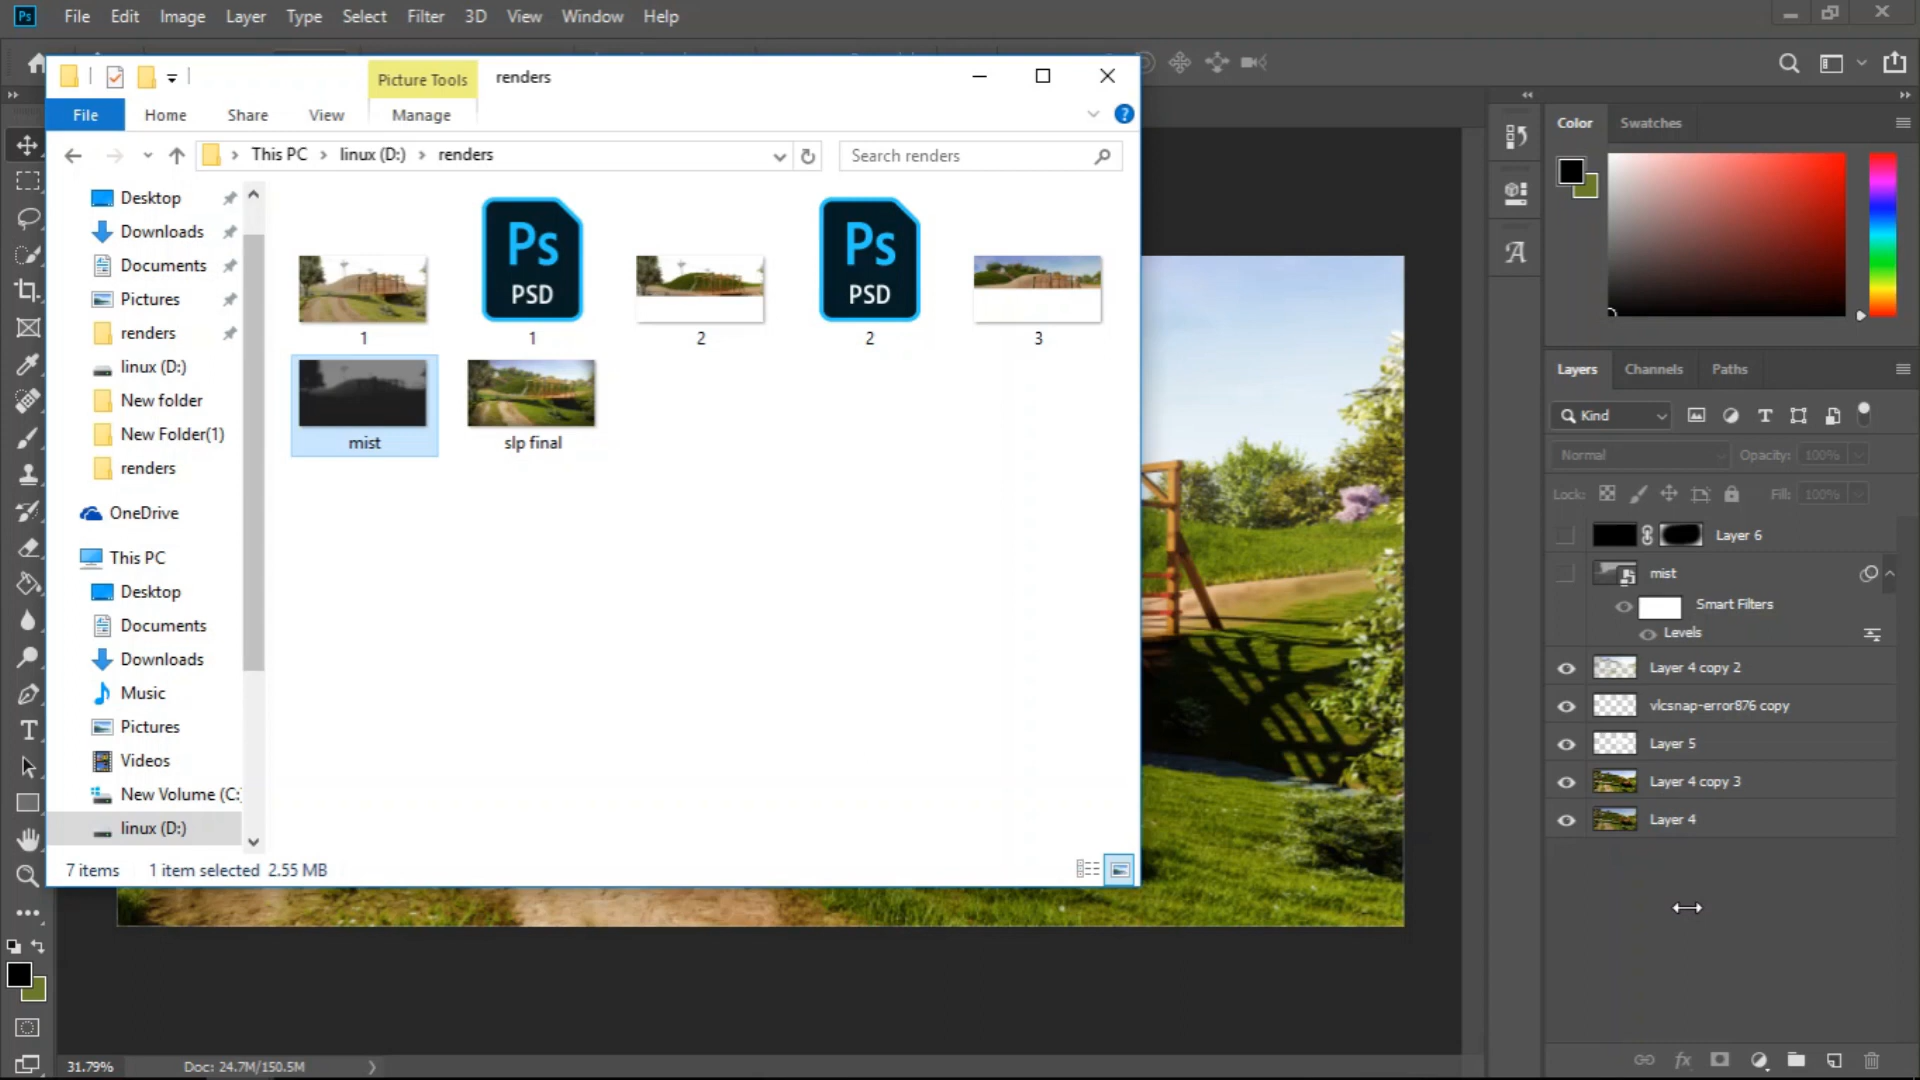 Ps File Edit Image Layer Type Select Filter 3D View Window Help
Picture Tools renders
File Home Share View Manage
This PC linux (D:) renders
Search renders
Desktop
Downloads
Documents
Pictures
renders
linux (D:)
New folder
New Folder(1)
renders
OneDrive
This PC
Desktop
Documents
Downloads
Music
Pictures
Videos
New Volume (C:)
linux (D:)
Ps
PSD
Ps
PSD
1 1 2 2 3
mist slp final
7 items 1 item selected 2.55 MB
Color Swatches
Layers Channels Paths
Kind
Normal Opacity: 100%
Lock: Fill: 100%
Layer 6
mist
Smart Filters
Levels
Layer 4 copy 2
vlcsnap-error876 copy
Layer 5
Layer 4 copy 3
Layer 4
fx
31.79% Doc: 24.7M/150.5M